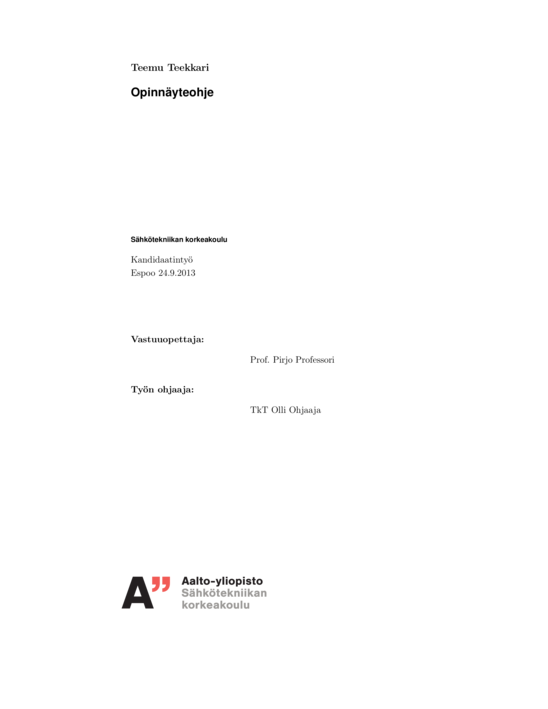 Teemu Teekkari
Opinnäyteohje
Sähkötekniikan korkeakoulu
Kandidaatintyö
Espoo 24.9.2013
Vastuuopettaja:
Prof. Pirjo Professori
Työn ohjaaja:
TkT Olli Ohjaaja
A”
Aalto-yliopisto
Sähkötekniikan
korkeakoulu